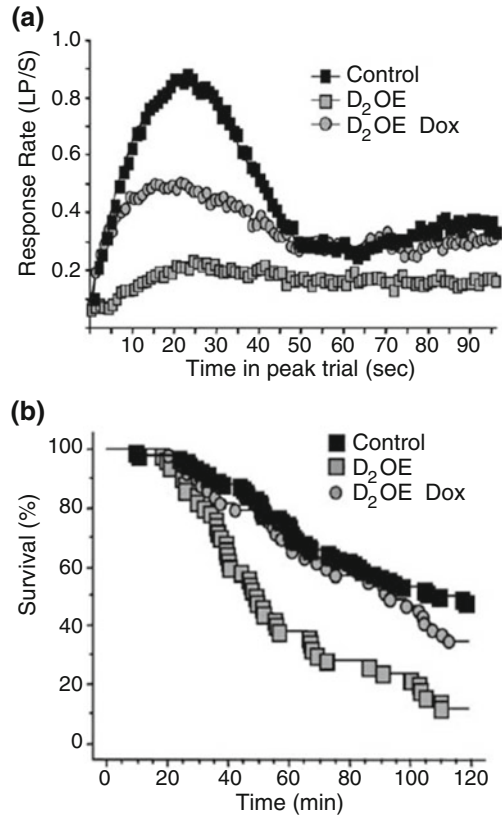 (a)
Response Rate (LP/S)
1.0
0.8
0.6
0.4
0.2
Control
D₂OE
D₂OE Dox
10 20 30 40 50 60 70 80 90
Time in peak trial (sec)
(b)
Survival (%)
100
80
60
40
20
0
Control
D₂OE
D₂OE Dox
0 20 40 60 80 100 120
Time (min)